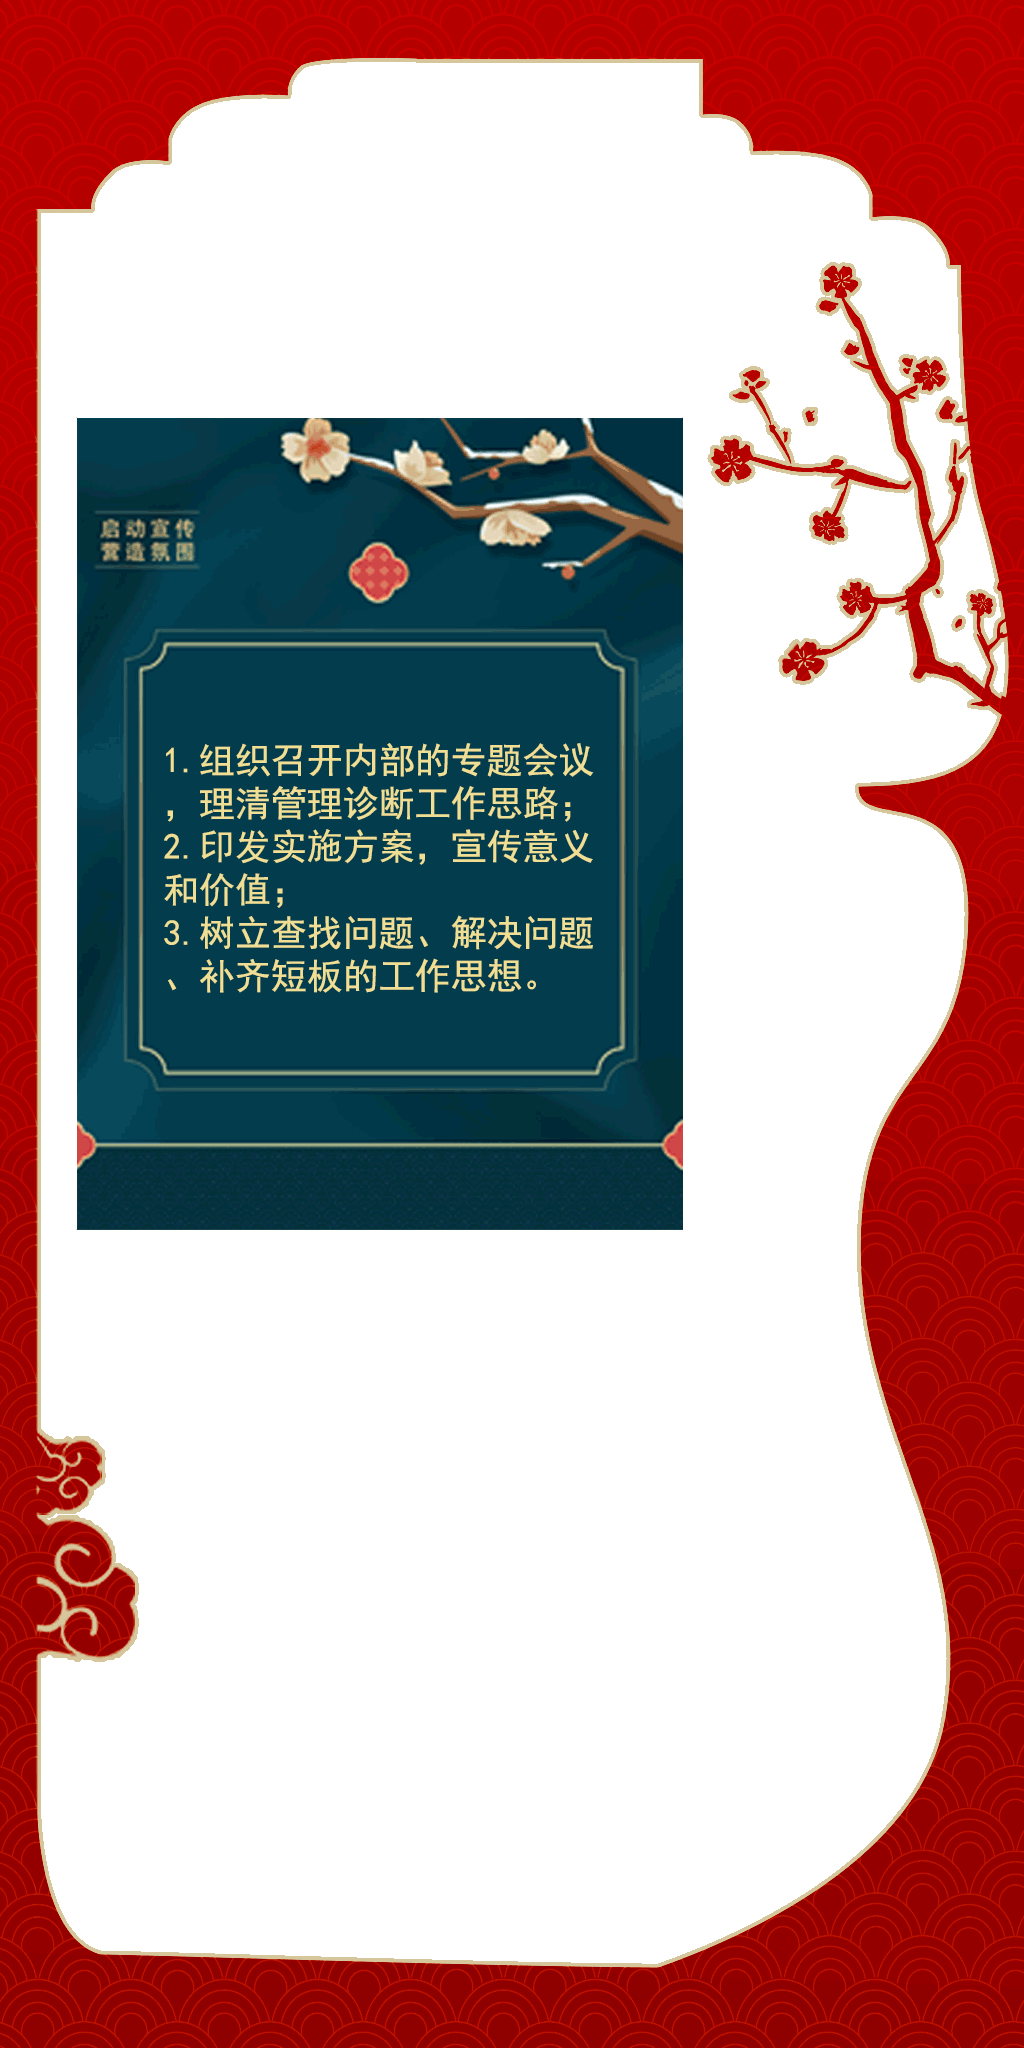 启动宣传
营造氛围
1.组织召开内部的专题会议
，理清管理诊断工作思路；
2.印发实施方案，宣传意义
和价值；
3.树立查找问题、解决问题
、补齐短板的工作思想。